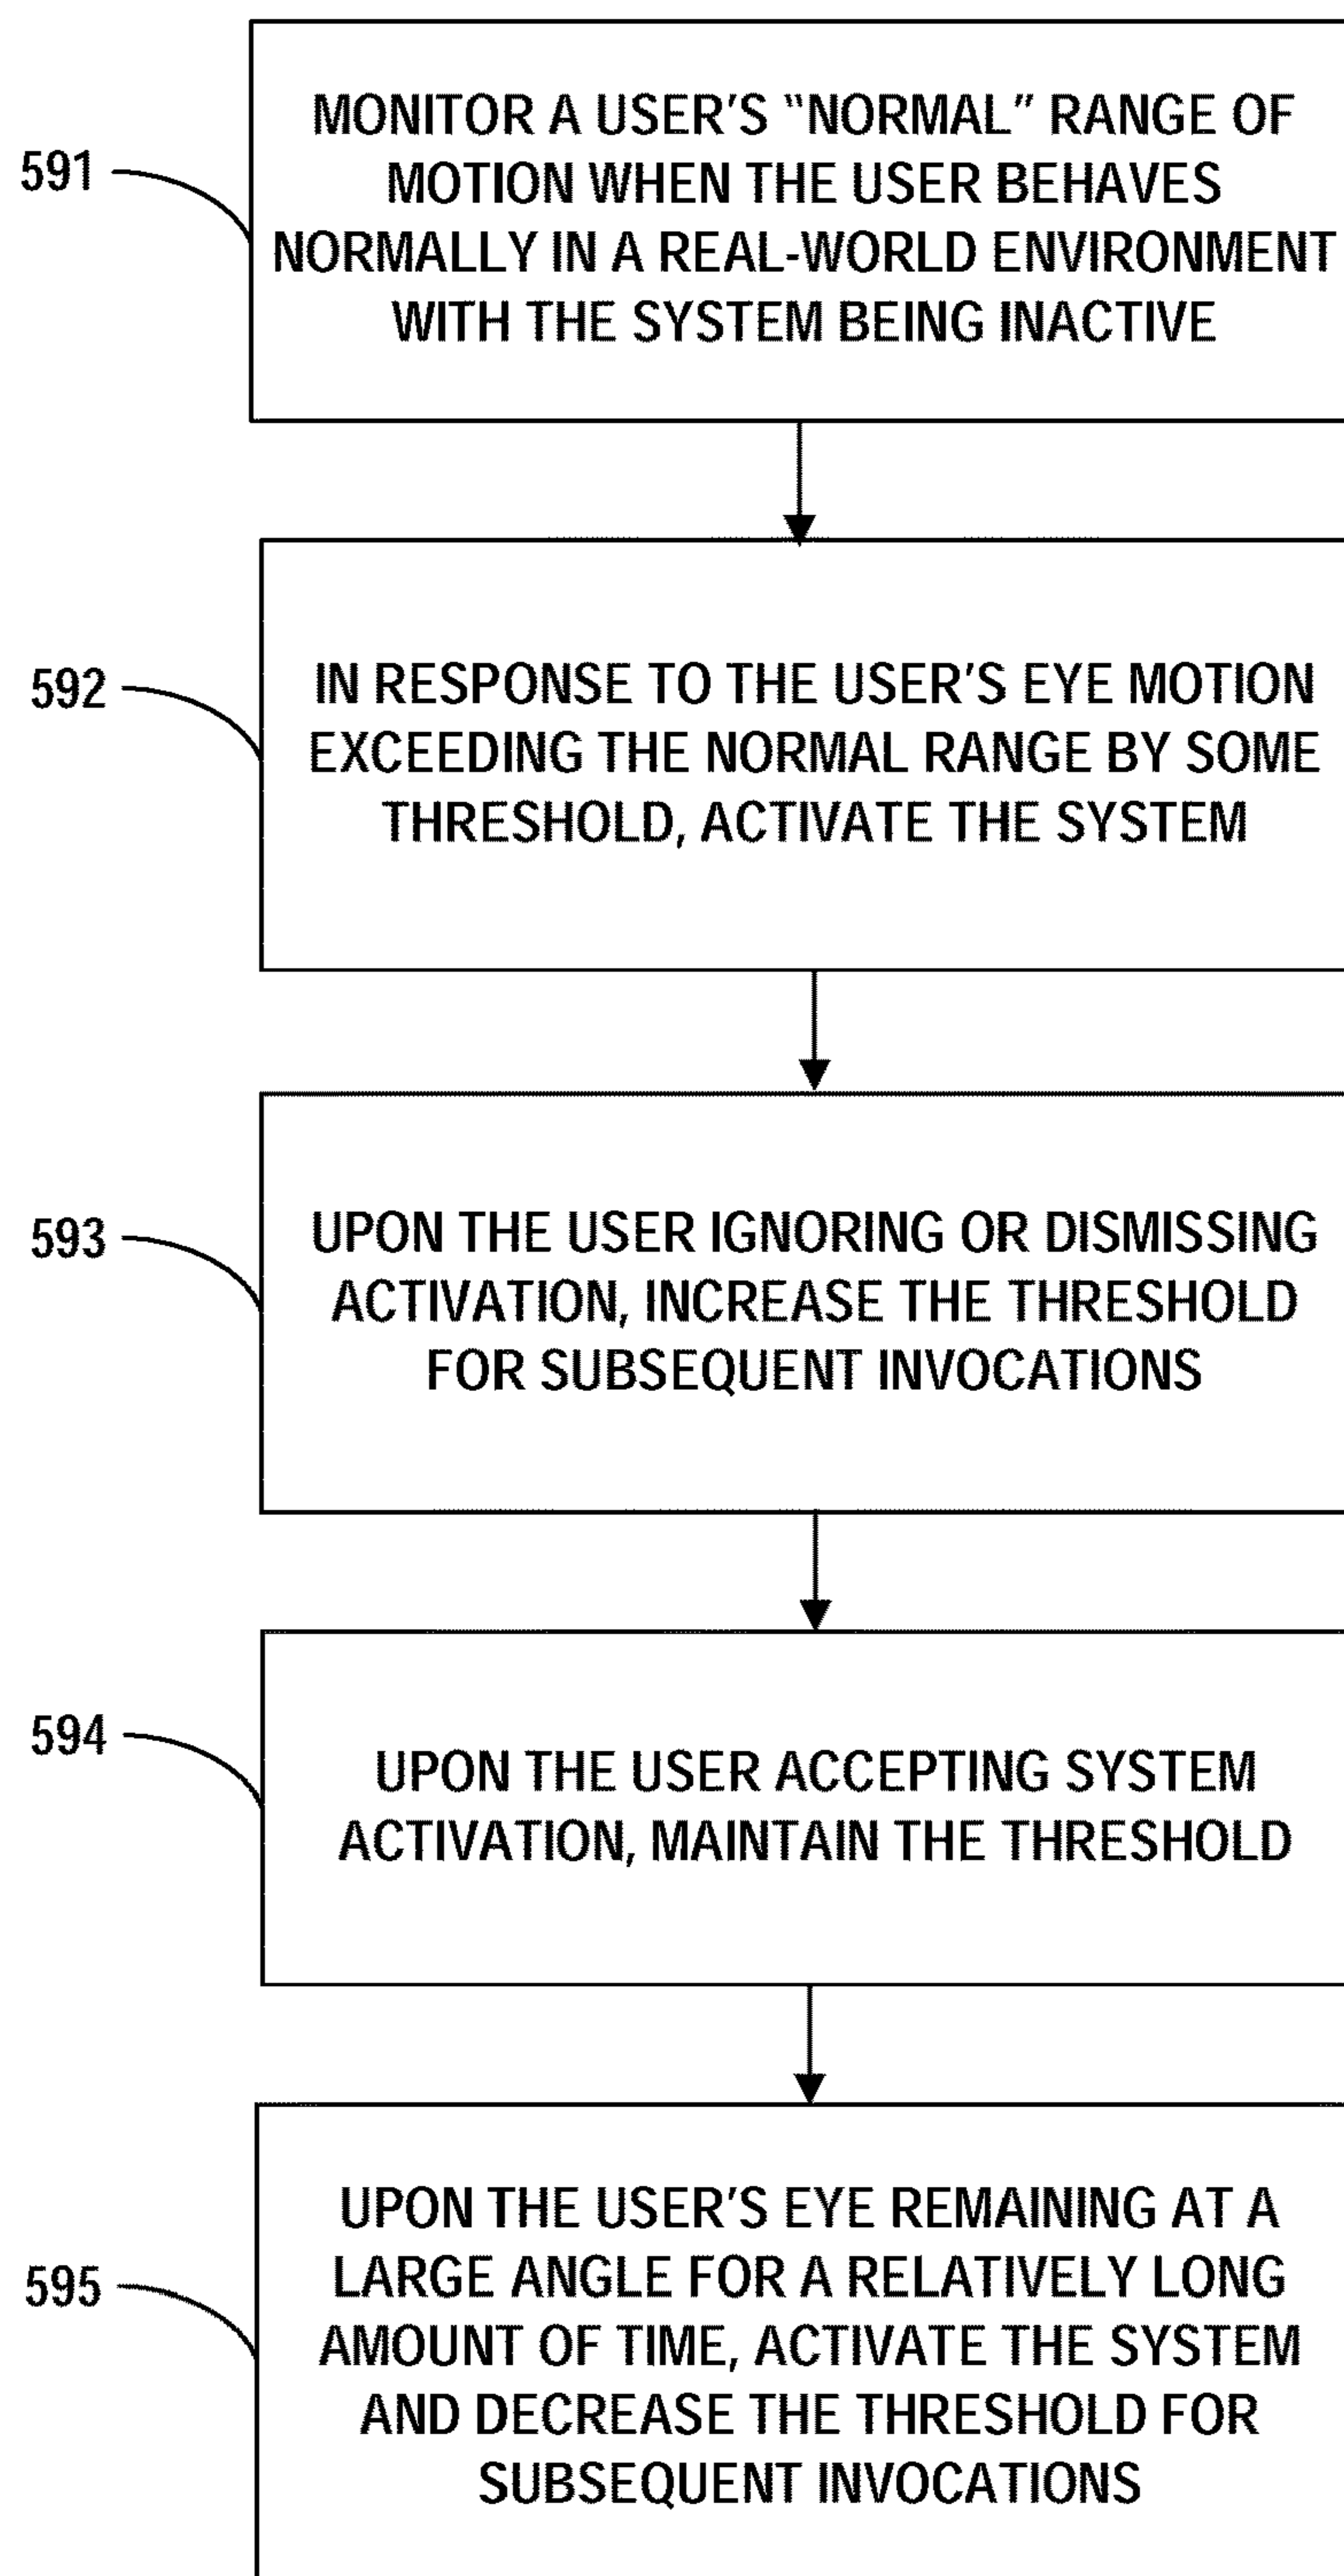 MONITOR A USER'S "NORMAL" RANGE OF
MOTION WHEN THE USER BEHAVES
591
NORMALLY IN A REAL-WORLD ENVIRONMENT
WITH THE SYSTEM BEING INACTIVE
592
IN RESPONSE TO THE USER'S EYE MOTION
EXCEEDING THE NORMAL RANGE BY SOME
THRESHOLD, ACTIVATE THE SYSTEM
593
UPON THE USER IGNORING OR DISMISSING
ACTIVATION, INCREASE THE THRESHOLD
FOR SUBSEQUENT INVOCATIONS
594
UPON THE USER ACCEPTING SYSTEM
ACTIVATION, MAINTAIN THE THRESHOLD
595
UPON THE USER'S EYE REMAINING AT A
LARGE ANGLE FOR A RELATIVELY LONG
AMOUNT OF TIME, ACTIVATE THE SYSTEM
AND DECREASE THE THRESHOLD FOR
SUBSEQUENT INVOCATIONS